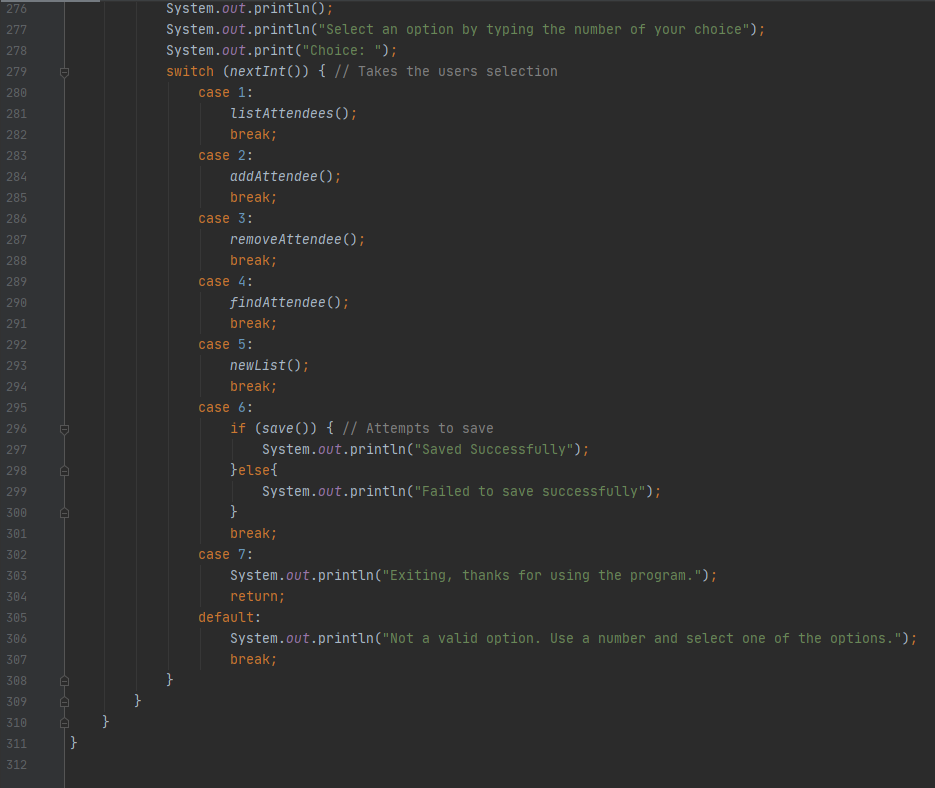 276 System.out.println();
277 System.out.println("Select an option by typing the number of your choice");
278 System.out.print("Choice: ");
279 switch (nextInt()) { // Takes the users selection
280 case 1:
281 listAttendees();
282 break;
283 case 2:
284 addAttendee();
285 break;
286 case 3:
287 removeAttendee();
288 break;
289 case 4:
290 findAttendee();
291 break;
292 case 5:
293 newList();
294 break;
295 case 6:
296 if (save()) { // Attempts to save
297 System.out.println("Saved Successfully");
298 }else{
299 System.out.println("Failed to save successfully");
300 }
301 break;
302 case 7:
303 System.out.println("Exiting, thanks for using the program.");
304 return;
305 default:
306 System.out.println("Not a valid option. Use a number and select one of the options.");
307 break;
308 }
309 }
310 }
311 }
312